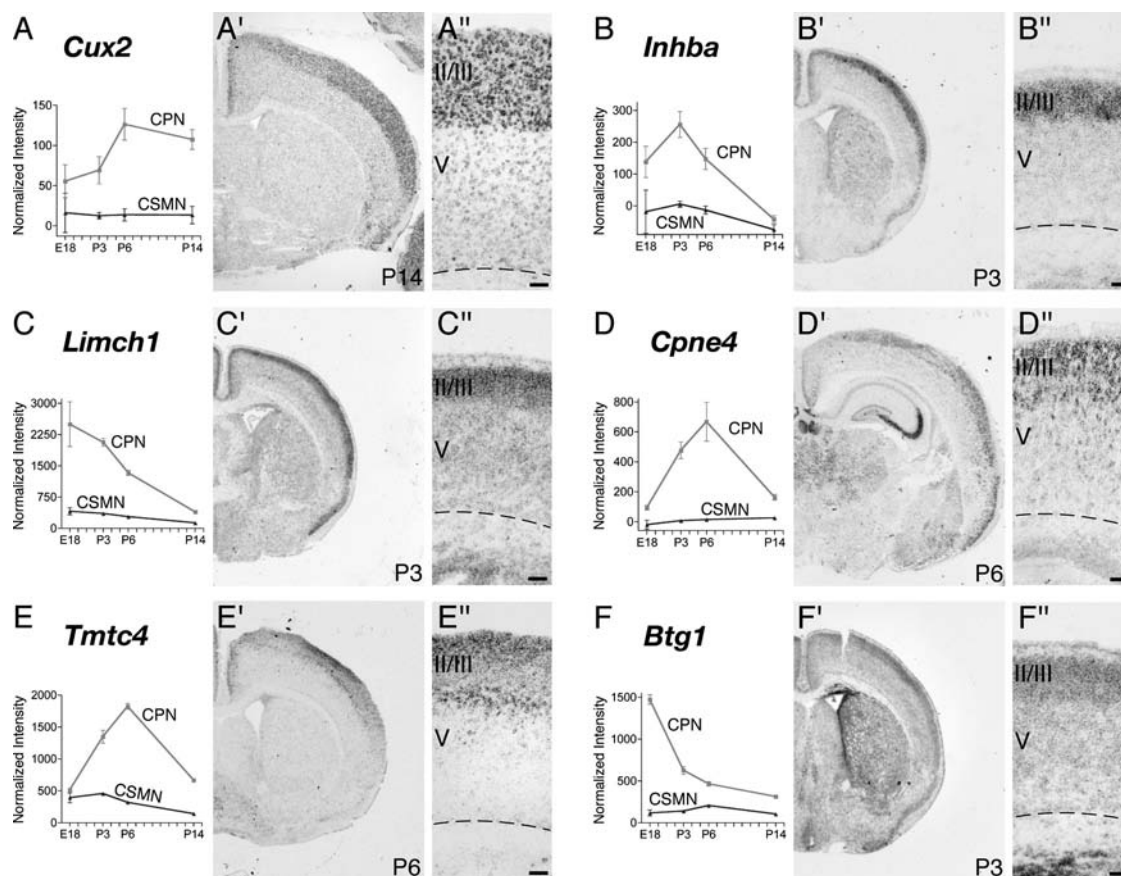 A
Cux2
Normalized Intensity
150
100
50
0
CPN
CSMN
E18 P3 P6 P14
A'
P14
A"
II/III
V
B
Inhba
Normalized Intensity
300
200
100
0
CPN
CSMN
E18 P3 P6 P14
B'
P3
B"
II/III
V
C
Limch1
Normalized Intensity
3000
2250
1500
750
0
CPN
CSMN
E18 P3 P6 P14
C'
P3
C"
II/III
V
D
Cpne4
Normalized Intensity
800
600
400
200
0
CPN
CSMN
E18 P3 P6 P14
D'
P6
D"
II/III
V
E
Tmtc4
Normalized Intensity
2000
1500
1000
500
0
CPN
CSMN
E18 P3 P6 P14
E'
P6
E"
II/III
V
F
Btg1
Normalized Intensity
1500
1000
500
0
CPN
CSMN
E18 P3 P6 P14
F'
P3
F"
II/III
V